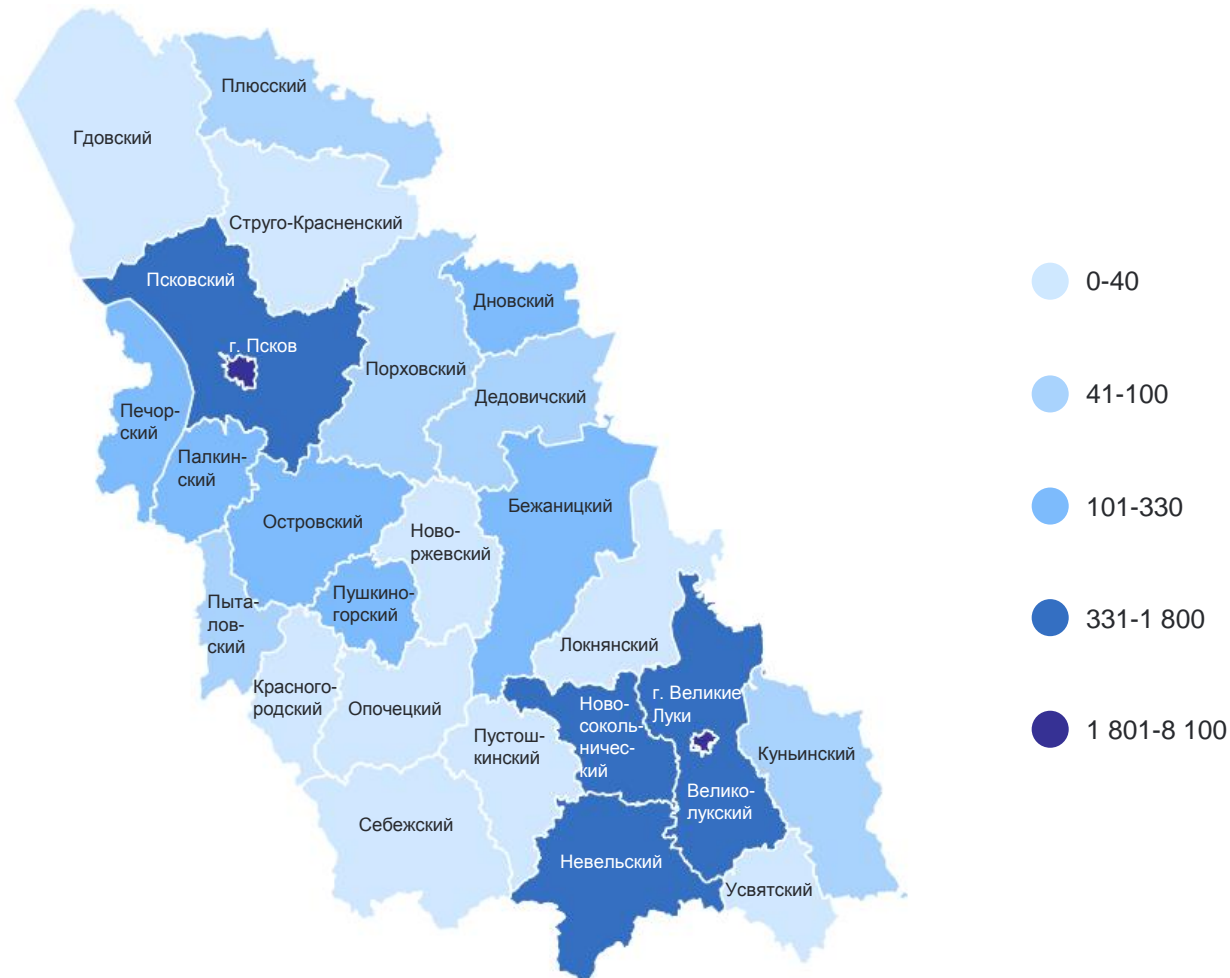 Плюсский
Гдовский
Струго-Красненский
Псковский
Дновский
г. Псков
Порховский
Дедовичский
Печор-
ский
Палкин-
ский
Бежаницкий
Островский
Ново-
ржевский
Пушкино-
горский
Пыта-
лов-
ский
Локнянский
Красного-
родский
Опочецкий
Ново-
соколь-
ничес-
кий
г. Великие
Луки
Пустош-
кинский
Куньинский
Велико-
лукский
Себежский
Невельский
Усвятский
0-40
41-100
101-330
331-1 800
1 801-8 100